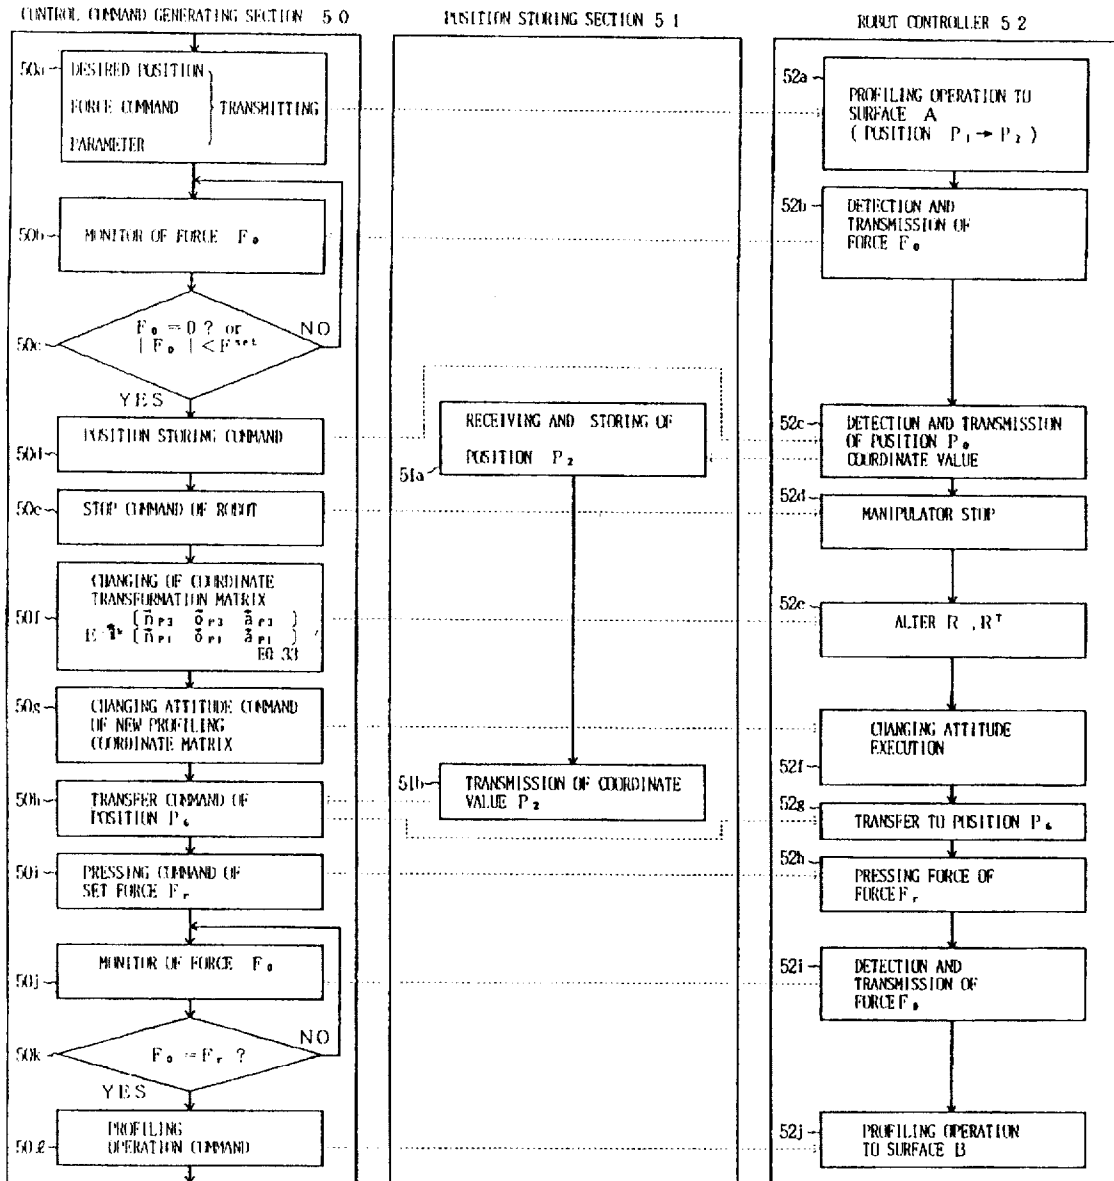 CONTROL COMMAND GENERATING SECTION 50
50a
DESIRED POSITION
FORCE COMMAND
TRANSMITTING
PARAMETER
50b
MONITOR OF FORCE F₀
50c
F₀ = 0 ? or
| F₀ | < Fˢᵉᵗ
NO
YES
50d
POSITION STORING COMMAND
50e
STOP COMMAND OF ROBOT
50f
CHANGING OF COORDINATE
TRANSFORMATION MATRIX
EQ 33
50g
CHANGING ATTITUDE COMMAND
OF NEW PROFILING
COORDINATE MATRIX
50h
TRANSFER COMMAND OF
POSITION P₆
50i
PRESSING COMMAND OF
SET FORCE Fᵣ
50j
MONITOR OF FORCE F₀
50k
F₀ = Fᵣ ?
NO
YES
50ℓ
PROFILING
OPERATION COMMAND
POSITION STORING SECTION 51
51a
RECEIVING AND STORING OF
POSITION P₂
51b
TRANSMISSION OF COORDINATE
VALUE P₂
ROBOT CONTROLLER 52
52a
PROFILING OPERATION TO
SURFACE A
( POSITION P₁ → P₂ )
52b
DETECTION AND
TRANSMISSION OF
FORCE F₀
52c
DETECTION AND TRANSMISSION
OF POSITION P₀
COORDINATE VALUE
52d
MANIPULATOR STOP
52e
ALTER R , Rᵀ
52f
CHANGING ATTITUDE
EXECUTION
52g
TRANSFER TO POSITION P₆
52h
PRESSING FORCE OF
FORCE Fᵣ
52i
DETECTION AND
TRANSMISSION OF
FORCE F₀
52j
PROFILING OPERATION
TO SURFACE B